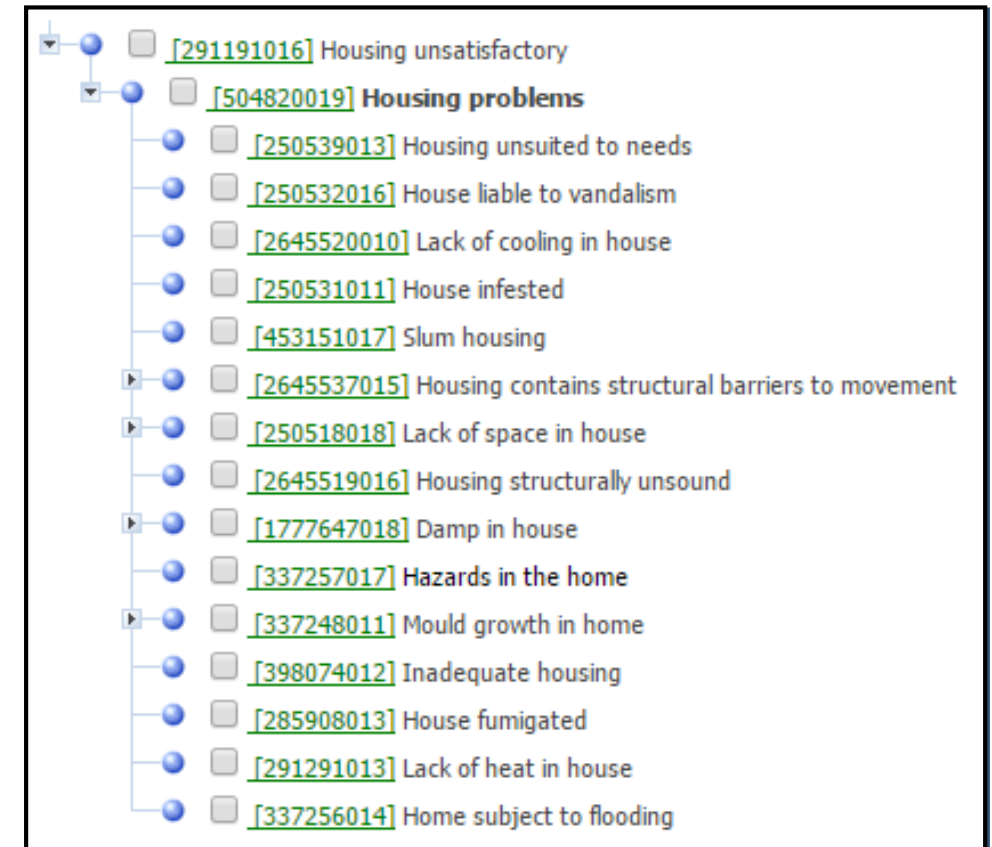 [291191016] Housing unsatisfactory
[504820019] Housing problems
[250539013] Housing unsuited to needs
[250532016] House liable to vandalism
[2645520010] Lack of cooling in house
[250531011] House infested
[453151017] Slum housing
[2645537015] Housing contains structural barriers to movement
[250518018] Lack of space in house
[2645519016] Housing structurally unsound
[1777647018] Damp in house
[337257017] Hazards in the home
[337248011] Mould growth in home
[398074012] Inadequate housing
[285908013] House fumigated
[291291013] Lack of heat in house
[337256014] Home subject to flooding